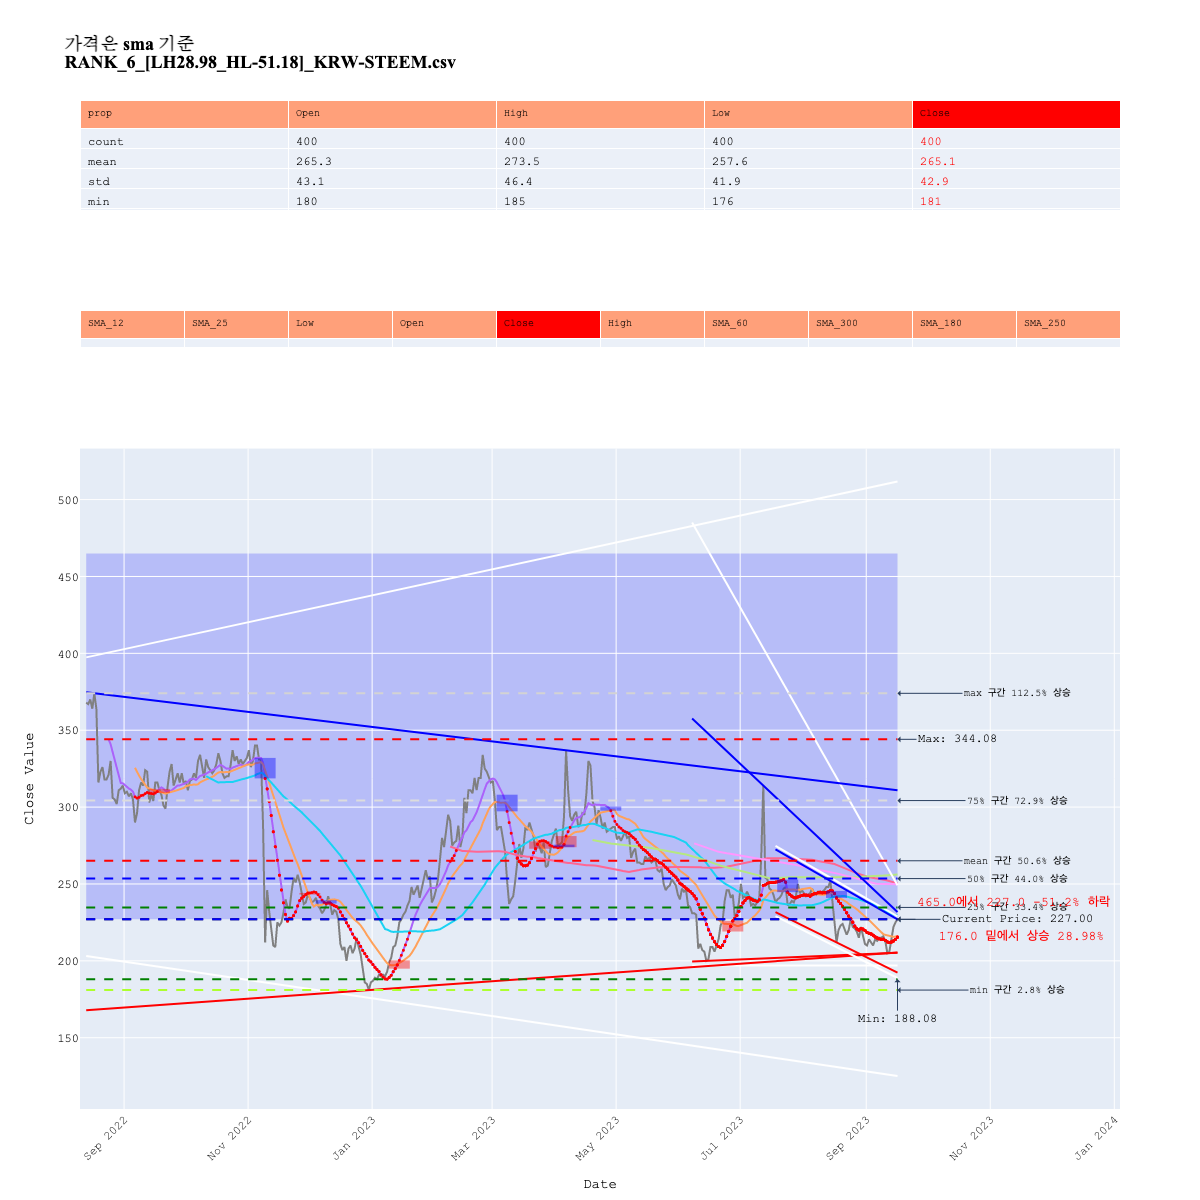 가격은 sma 기준
RANK_6_[LH28.98_HL-51.18]_KRW-STEEM.csv
prop Open High Low Close
count 400 400 400 400
mean 265.3 273.5 257.6 265.1
std 43.1 46.4 41.9 42.9
min 180 185 176 181
SMA_12 SMA_25 Low Open Close High SMA_60 SMA_300 SMA_180 SMA_250
500
450
400
max 구간 112.5% 상승
350
Max: 344.08
300
75% 구간 72.9% 상승
mean 구간 50.6% 상승
50% 구간 44.0% 상승
250
465.0에서 227.0 -51.2% 하락
25% 구간 33.4% 상승
Current Price: 227.00
176.0 밑에서 상승 28.98%
200
min 구간 2.8% 상승
Min: 188.08
150
Close Value
Sep 2022 Nov 2022 Jan 2023 Mar 2023 May 2023 Jul 2023 Sep 2023 Nov 2023 Jan 2024
Date